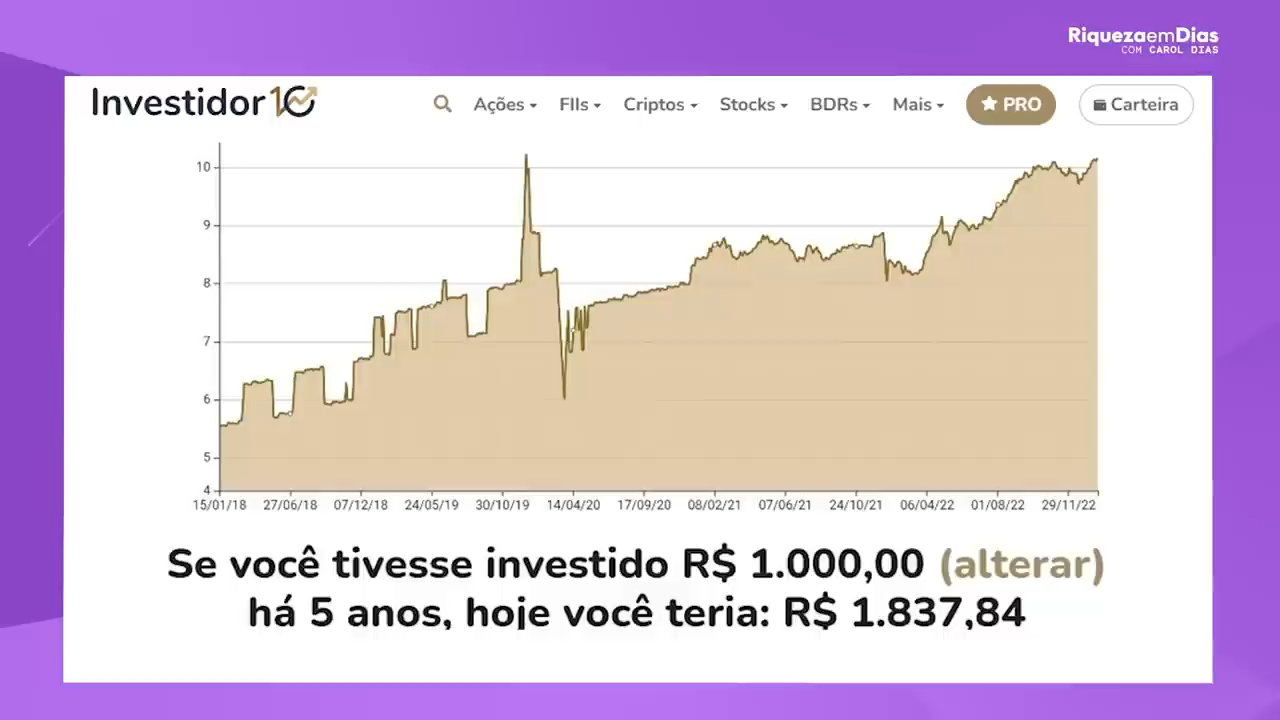 RiquezaemDias
COM CAROL DIAS
Investidor10
Ações
FIIs
Criptos
Stocks
BDRs
Mais
PRO
Carteira
10
9
8
7
6
5
4
15/01/18 27/06/18 07/12/18 24/05/19 30/10/19 14/04/20 17/09/20 08/02/21 07/06/21 24/10/21 06/04/22 01/08/22 29/11/22
Se você tivesse investido R$ 1.000,00 (alterar)
há 5 anos, hoje você teria: R$ 1.837,84